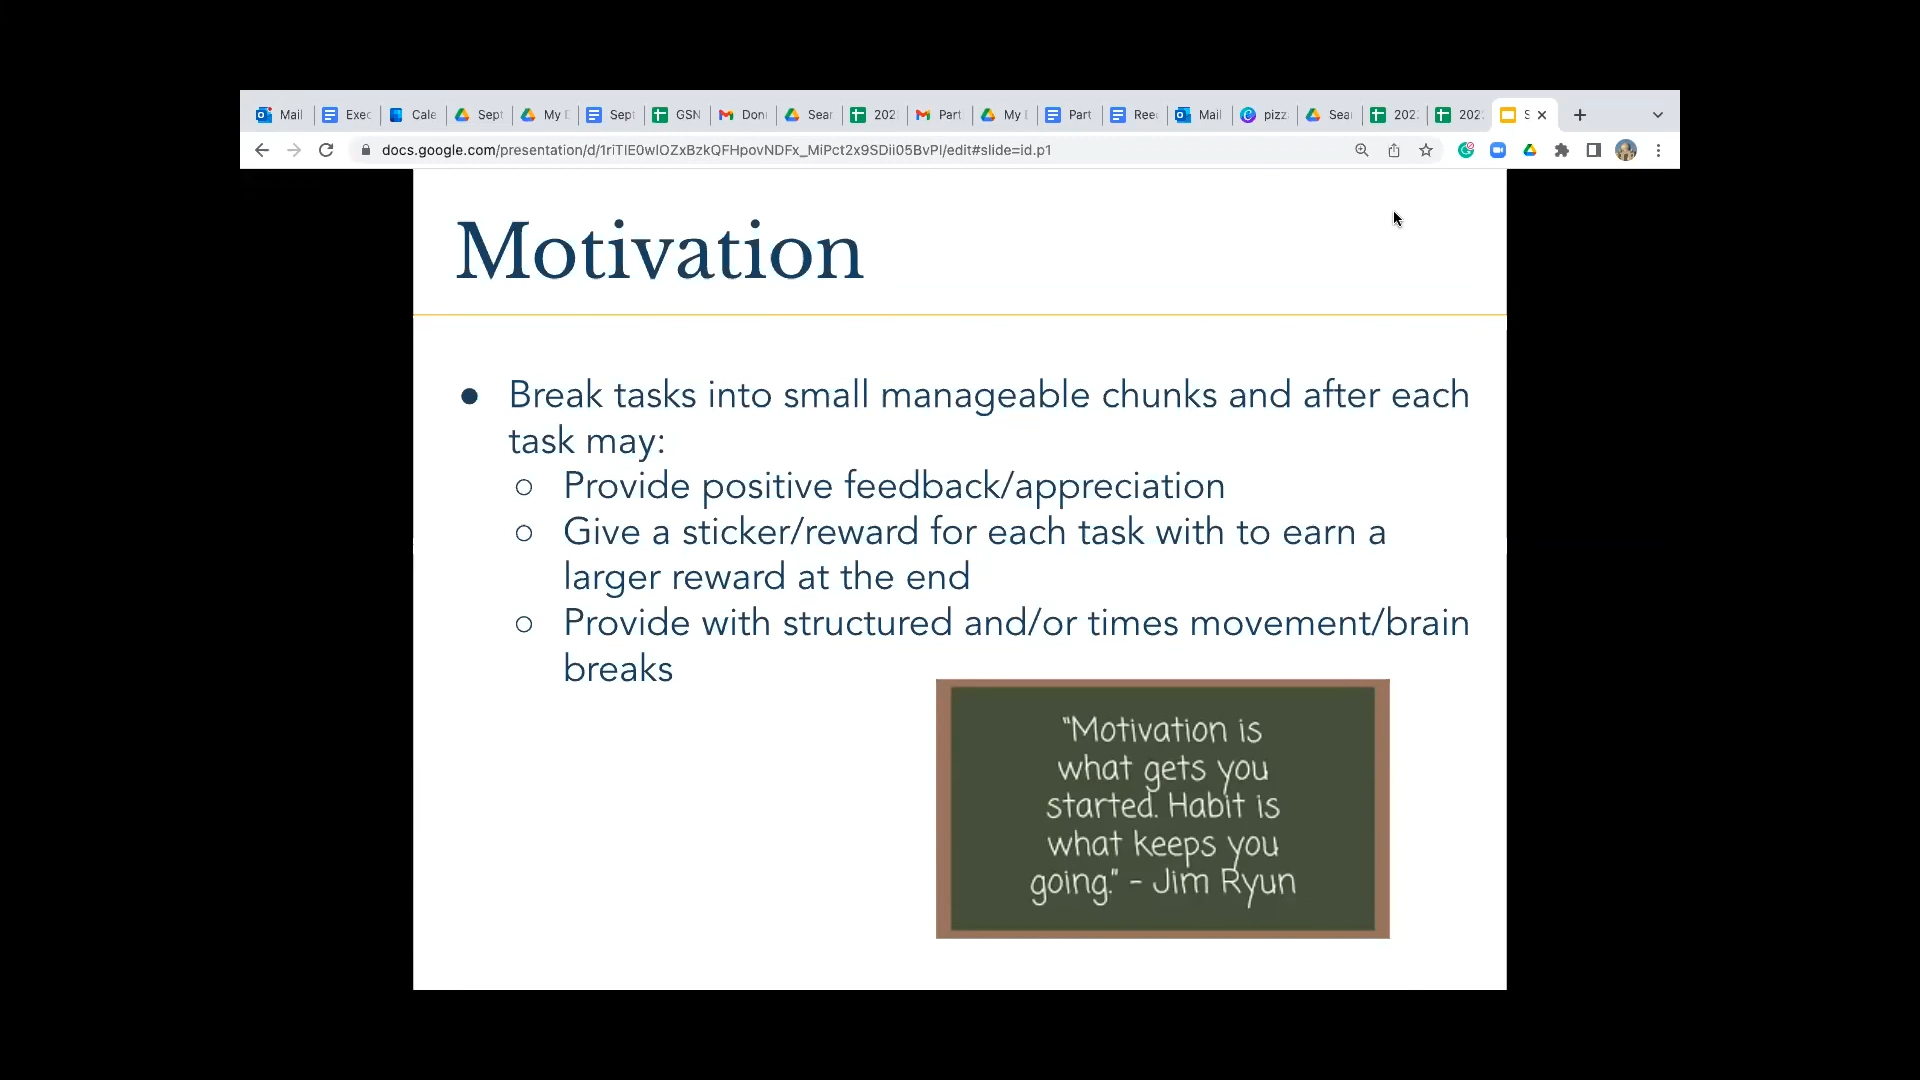 Mail Exec Cale Sept My D Sept GSN Don Sear 202 Part My D Part Ree Mail pizz Sea 202 202 S
docs.google.com/presentation/d/1riTlE0wlOZxBzkQFHpovNDFx_MiPct2x9SDii05BvPI/edit#slide=id.p1
Motivation
● Break tasks into small manageable chunks and after each
task may:
○ Provide positive feedback/appreciation
○ Give a sticker/reward for each task with to earn a
larger reward at the end
○ Provide with structured and/or times movement/brain
breaks
"Motivation is
what gets you
started. Habit is
what keeps you
going." - Jim Ryun